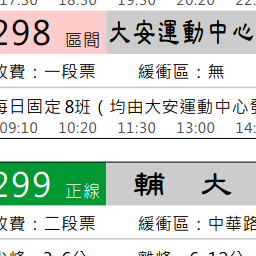 17:30 18:30 19:30 20:20
298 區間 大安運動中心
收費：一段票 緩衝區：無
每日固定8班（均由大安運動中心發
09:10 10:20 11:30 13:00 14:
299 正線 輔 大
收費：二段票 緩衝區：中華路